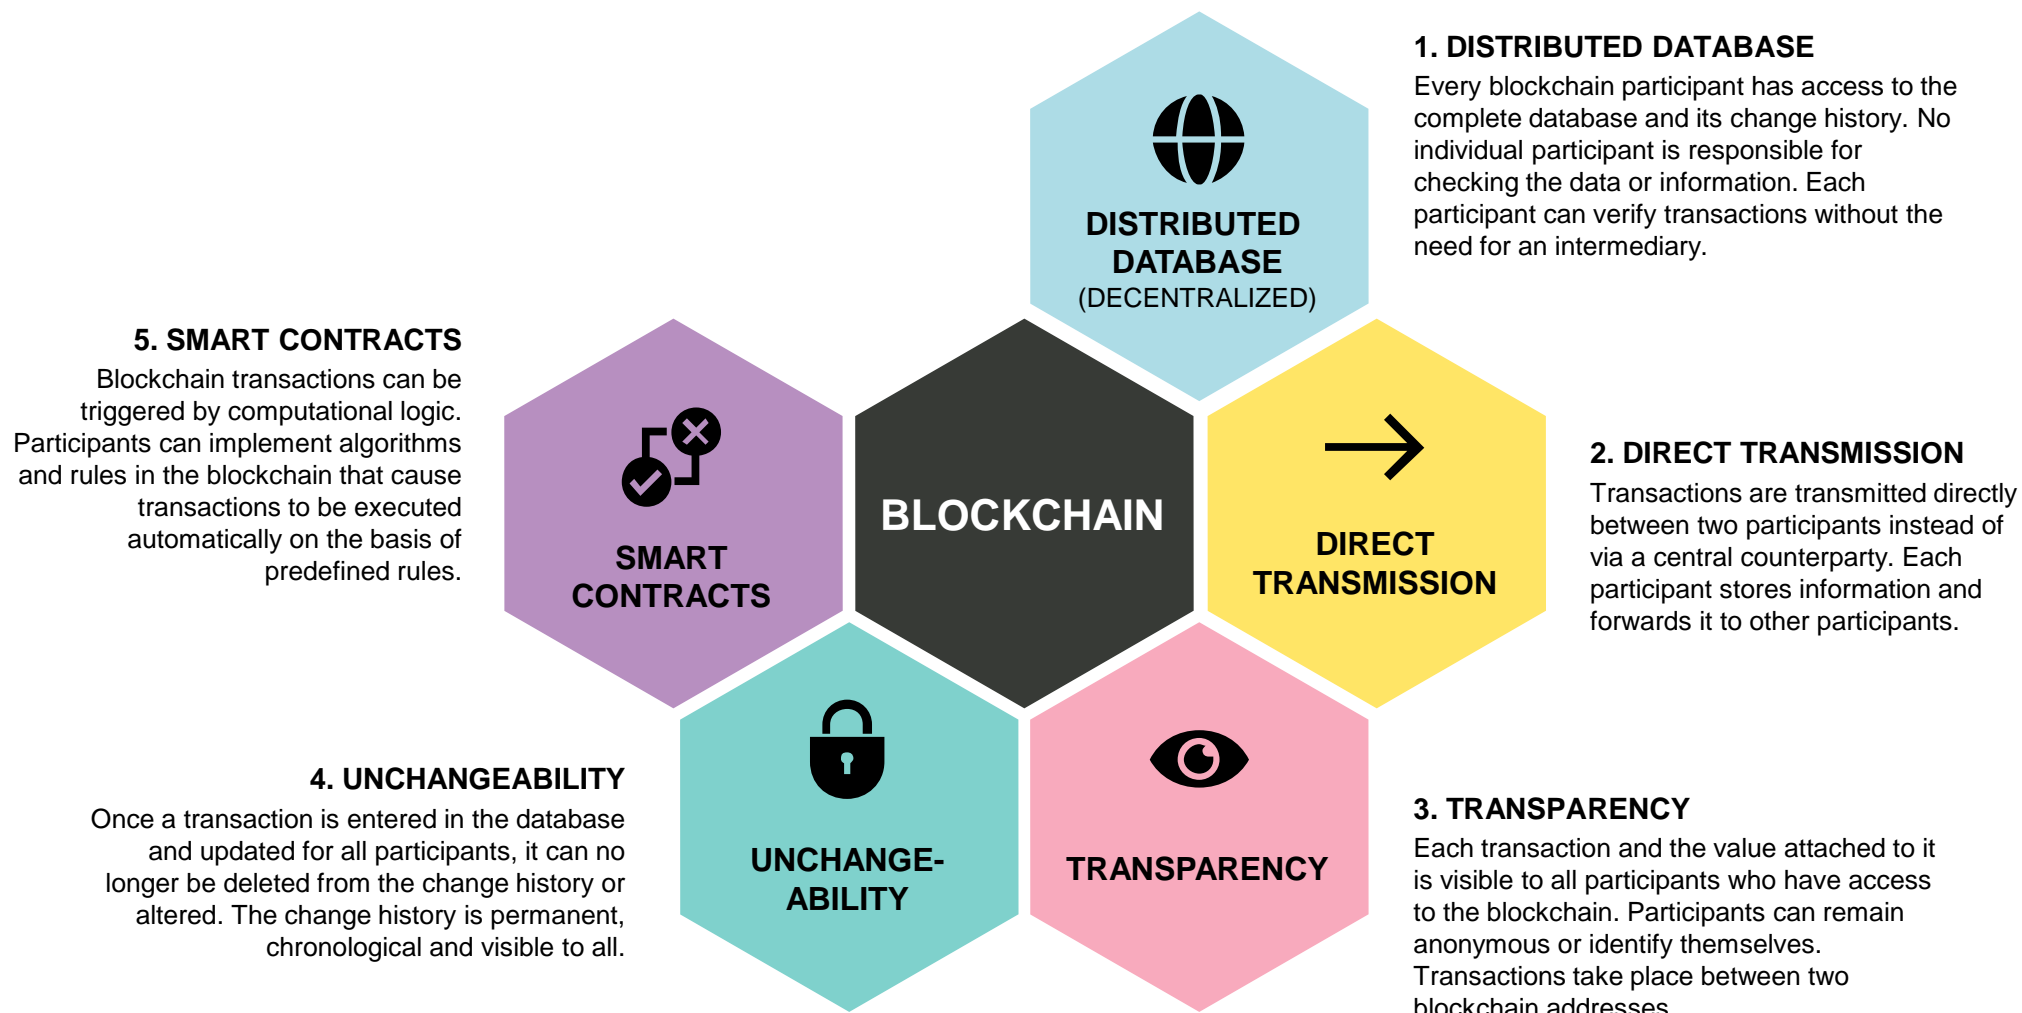 1. DISTRIBUTED DATABASE
Every blockchain participant has access to the
complete database and its change history. No
individual participant is responsible for
checking the data or information. Each
participant can verify transactions without the
need for an intermediary.
DISTRIBUTED
DATABASE
(DECENTRALIZED)
5. SMART CONTRACTS
Blockchain transactions can be
triggered by computational logic.
Participants can implement algorithms
and rules in the blockchain that cause
transactions to be executed
automatically on the basis of
predefined rules.
SMART
CONTRACTS
BLOCKCHAIN
DIRECT
TRANSMISSION
2. DIRECT TRANSMISSION
Transactions are transmitted directly
between two participants instead of
via a central counterparty. Each
participant stores information and
forwards it to other participants.
4. UNCHANGEABILITY
Once a transaction is entered in the database
and updated for all participants, it can no
longer be deleted from the change history or
altered. The change history is permanent,
chronological and visible to all.
UNCHANGE-
ABILITY
TRANSPARENCY
3. TRANSPARENCY
Each transaction and the value attached to it
is visible to all participants who have access
to the blockchain. Participants can remain
anonymous or identify themselves.
Transactions take place between two
blockchain addresses.